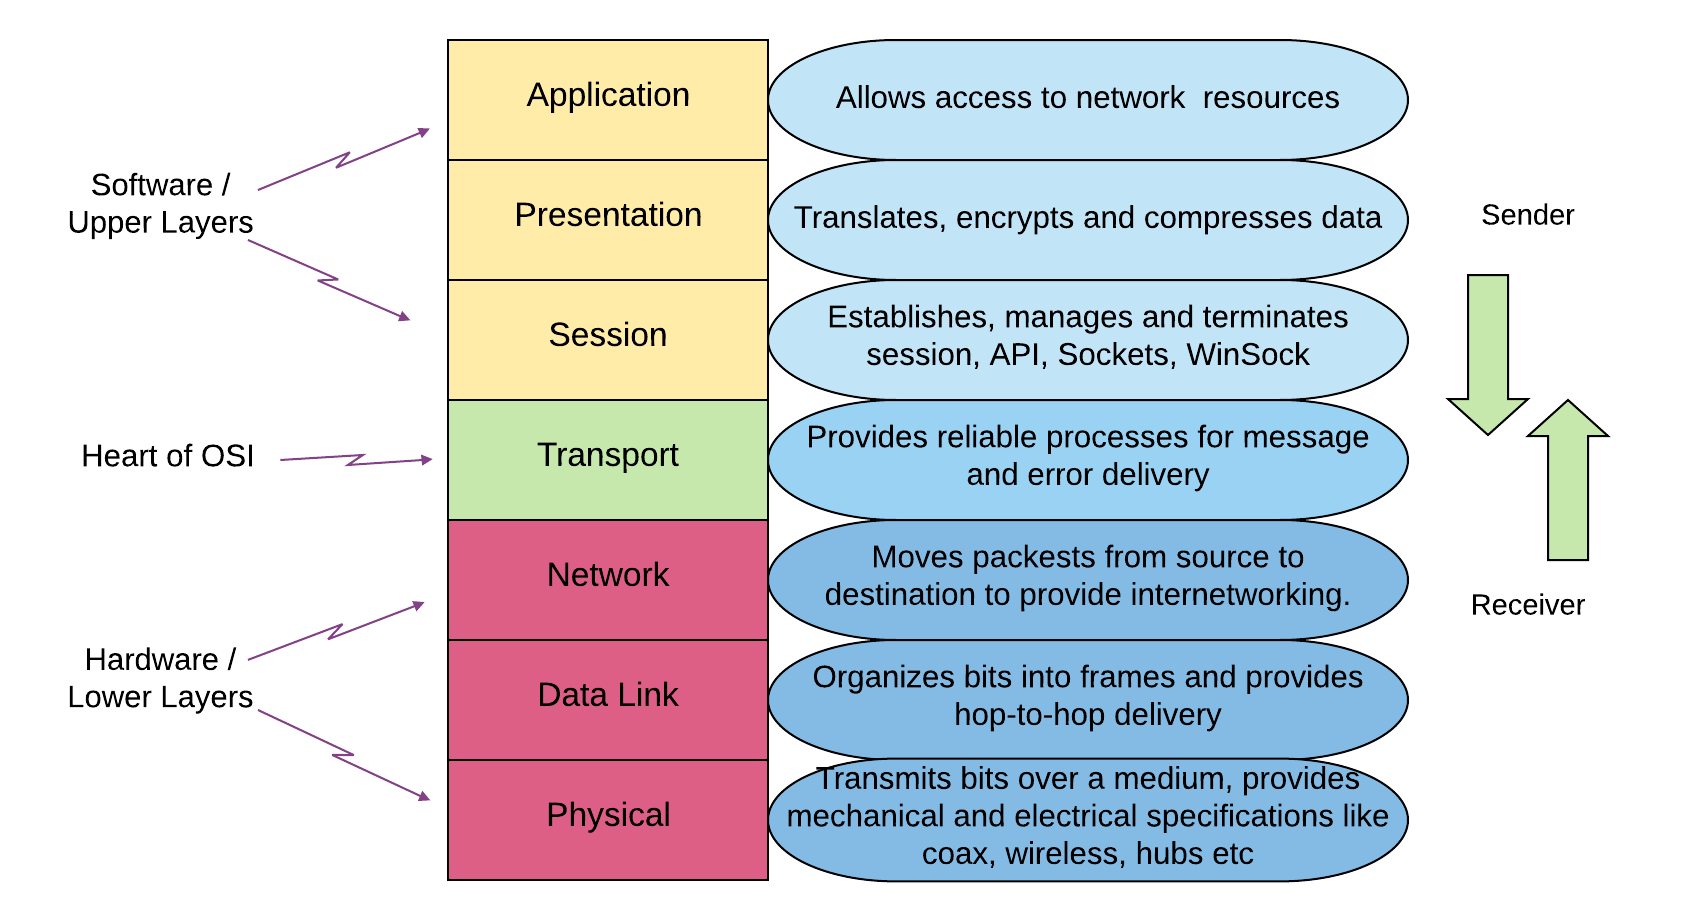 Application
Allows access to network  resources
Software /
Upper Layers
Presentation
Translates, encrypts and compresses data
Sender
Session
Establishes, manages and terminates
session, API, Sockets, WinSock
Heart of OSI
Transport
Provides reliable processes for message
and error delivery
Network
Moves packests from source to
destination to provide internetworking.
Receiver
Hardware /
Lower Layers
Data Link
Organizes bits into frames and provides
hop-to-hop delivery
Physical
Transmits bits over a medium, provides
mechanical and electrical specifications like
coax, wireless, hubs etc